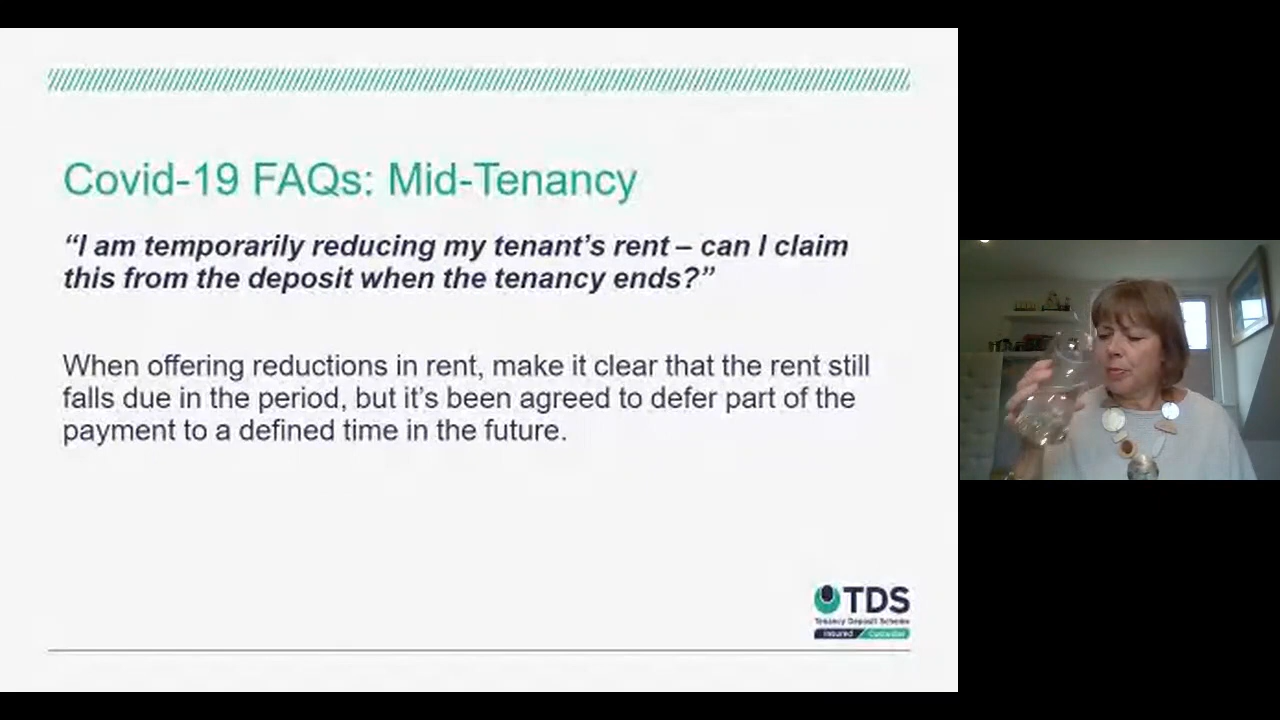 Covid-19 FAQs: Mid-Tenancy
“I am temporarily reducing my tenant’s rent – can I claim
this from the deposit when the tenancy ends?”
When offering reductions in rent, make it clear that the rent still
falls due in the period, but it’s been agreed to defer part of the
payment to a defined time in the future.
TDS
Tenancy Deposit Scheme
Insured Custodial